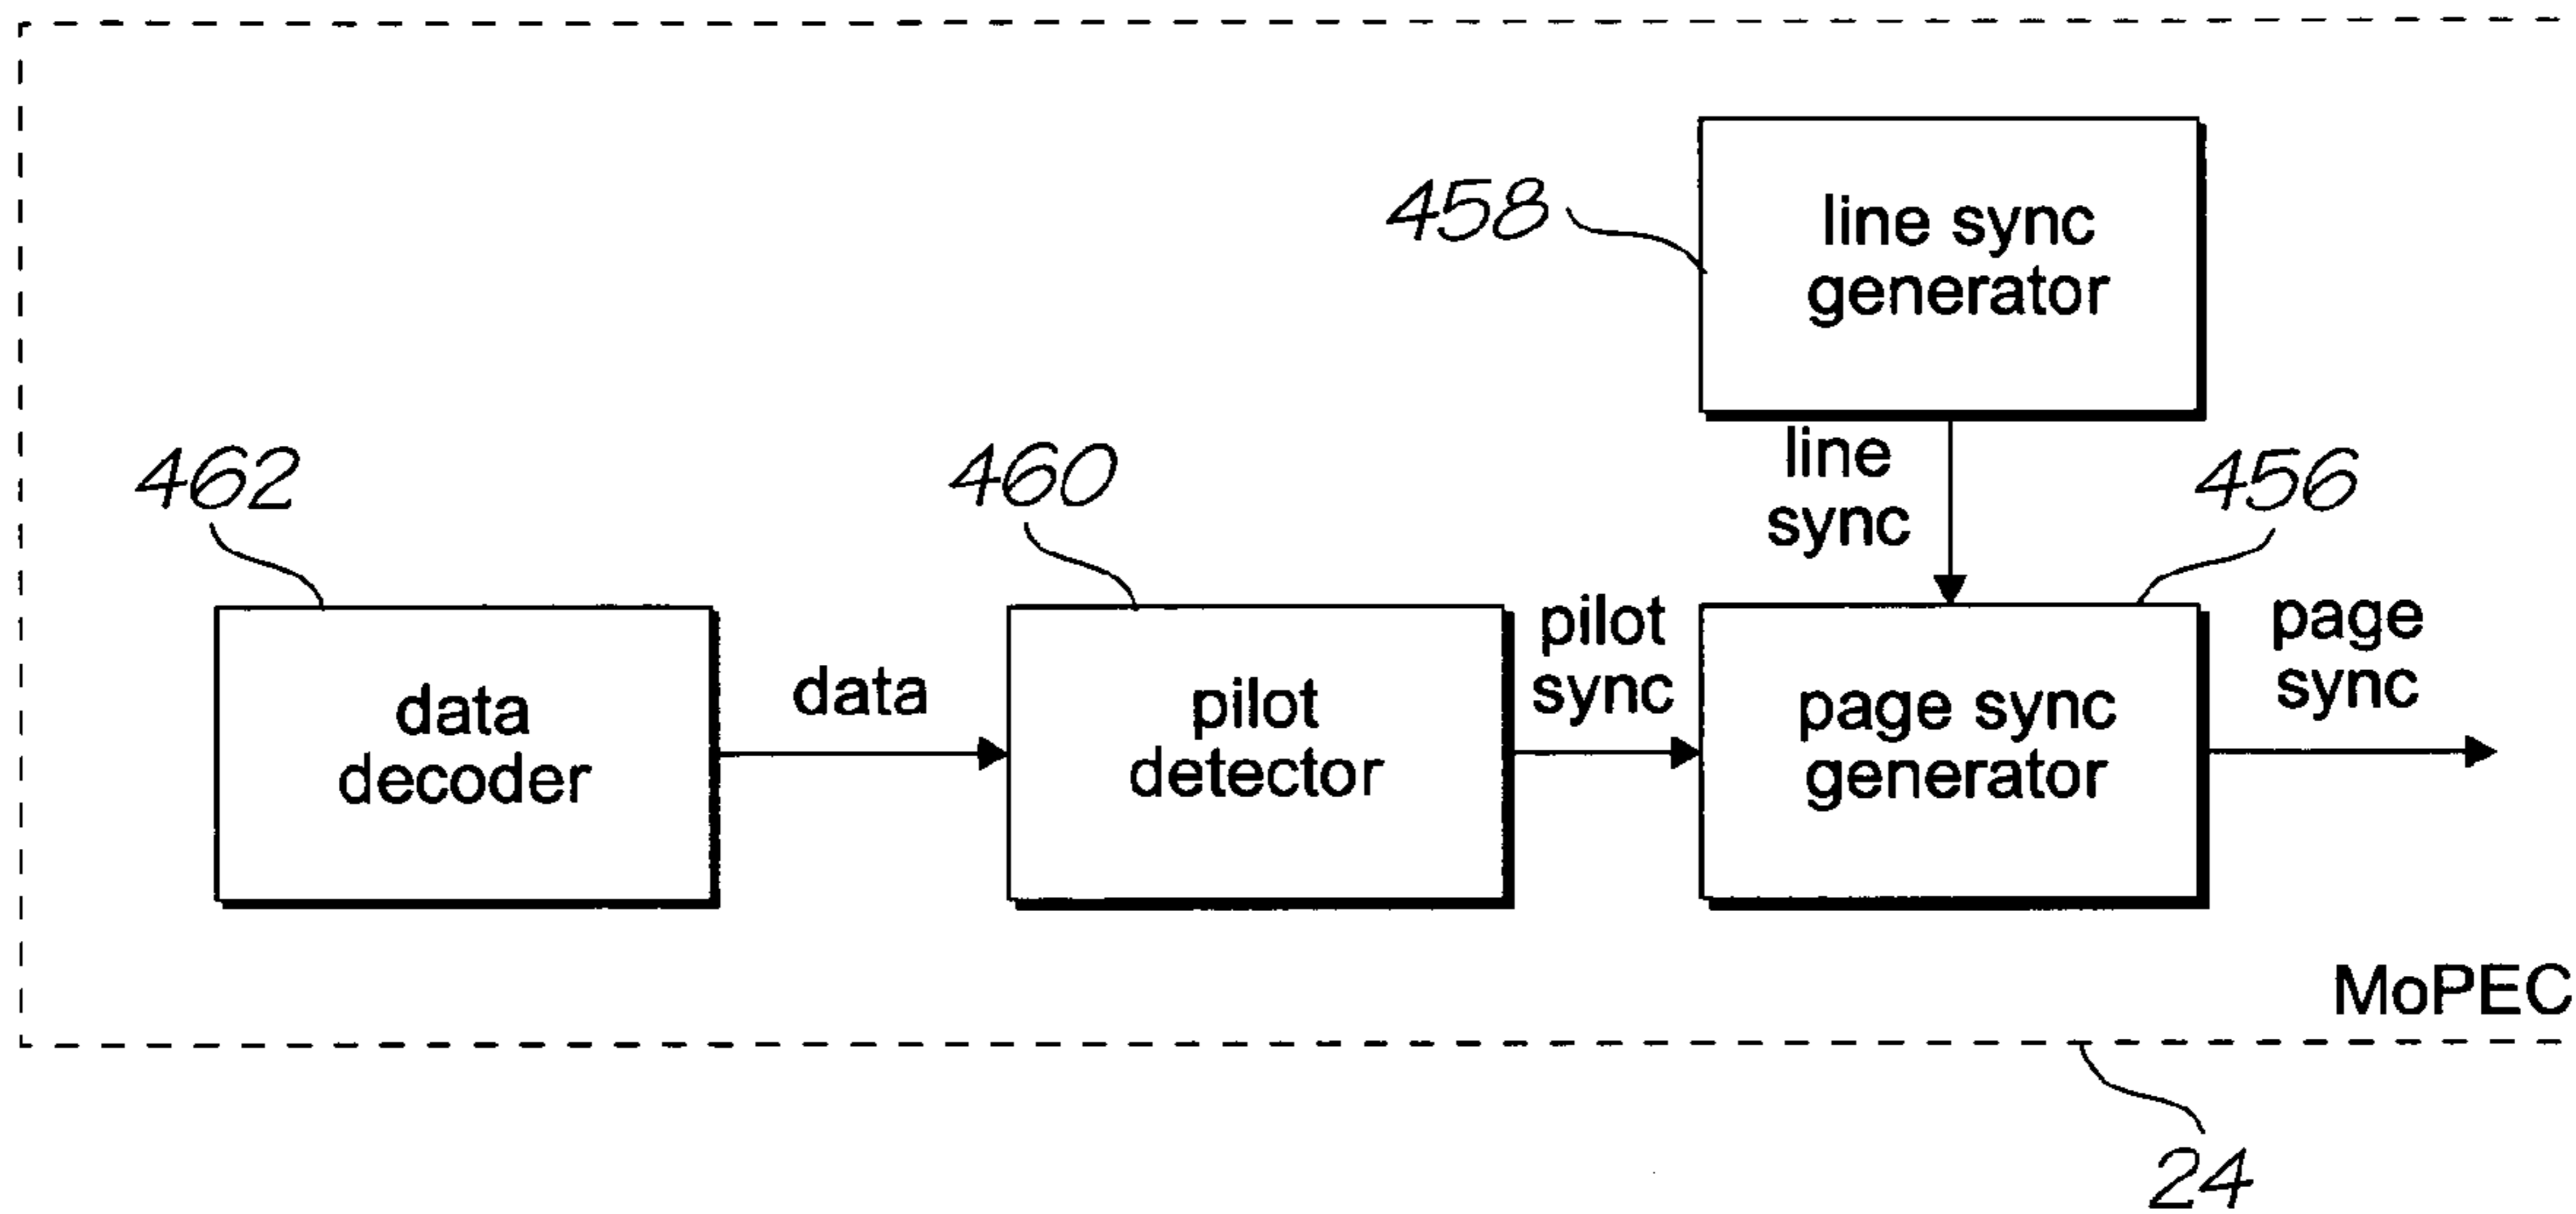 458
line sync
generator
line
sync
462
460
456
data
decoder
data
pilot
detector
pilot
sync
page sync
generator
page
sync
MoPEC
24